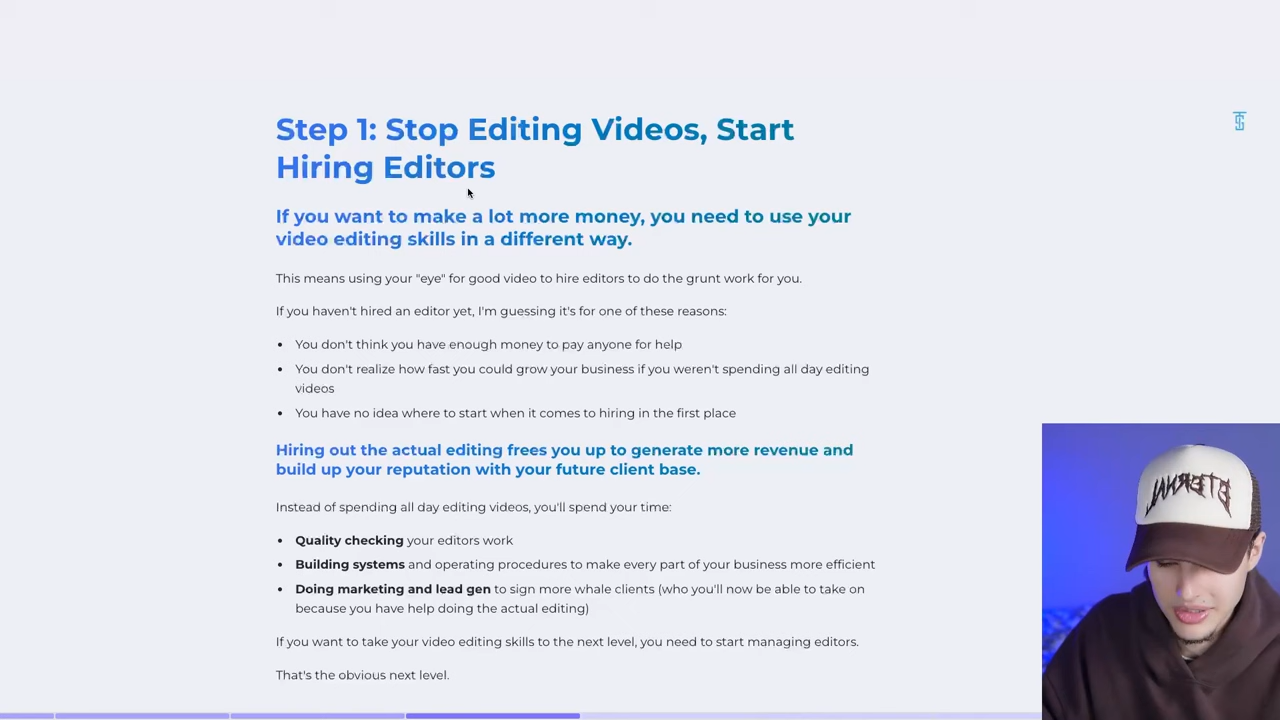 Step 1: Stop Editing Videos, Start
Hiring Editors
If you want to make a lot more money, you need to use your
video editing skills in a different way.
This means using your "eye" for good video to hire editors to do the grunt work for you.
If you haven't hired an editor yet, I'm guessing it's for one of these reasons:
• You don't think you have enough money to pay anyone for help
• You don't realize how fast you could grow your business if you weren't spending all day editing
videos
• You have no idea where to start when it comes to hiring in the first place
Hiring out the actual editing frees you up to generate more revenue and
build up your reputation with your future client base.
Instead of spending all day editing videos, you'll spend your time:
• Quality checking your editors work
• Building systems and operating procedures to make every part of your business more efficient
• Doing marketing and lead gen to sign more whale clients (who you'll now be able to take on
because you have help doing the actual editing)
If you want to take your video editing skills to the next level, you need to start managing editors.
That's the obvious next level.